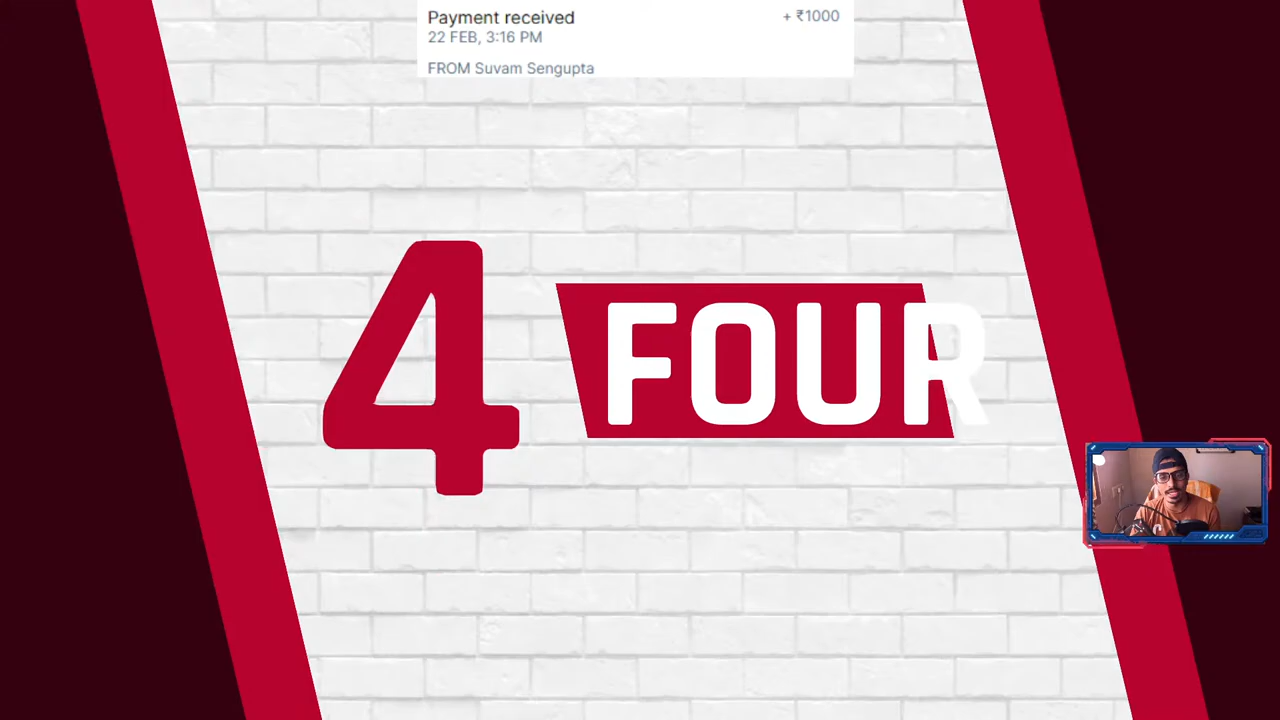 Payment received
+ ₹1000
22 FEB, 3:16 PM
FROM Suvam Sengupta
4
FOUR